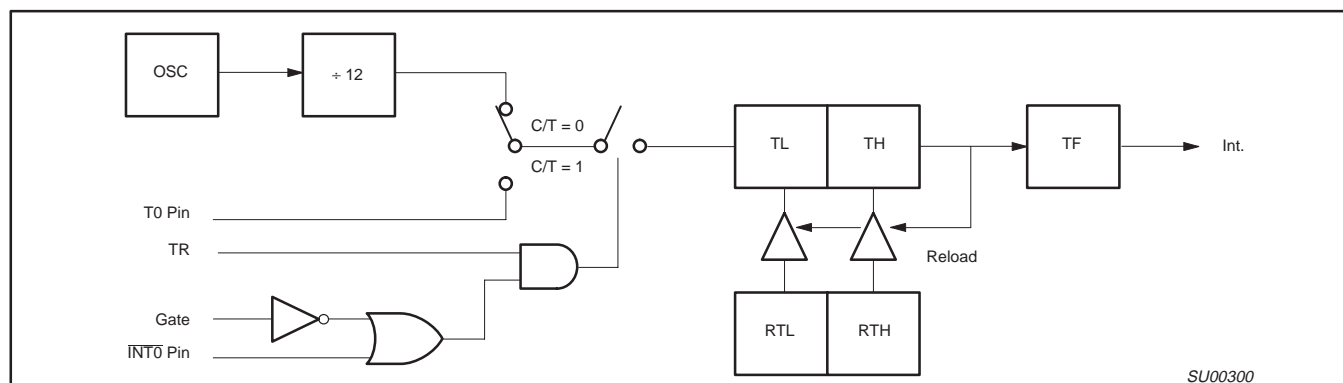 OSC
÷ 12
C/T = 0
C/T = 1
TL
TH
TF
Int.
T0 Pin
TR
Reload
Gate
INT0 Pin
RTL
RTH
SU00300